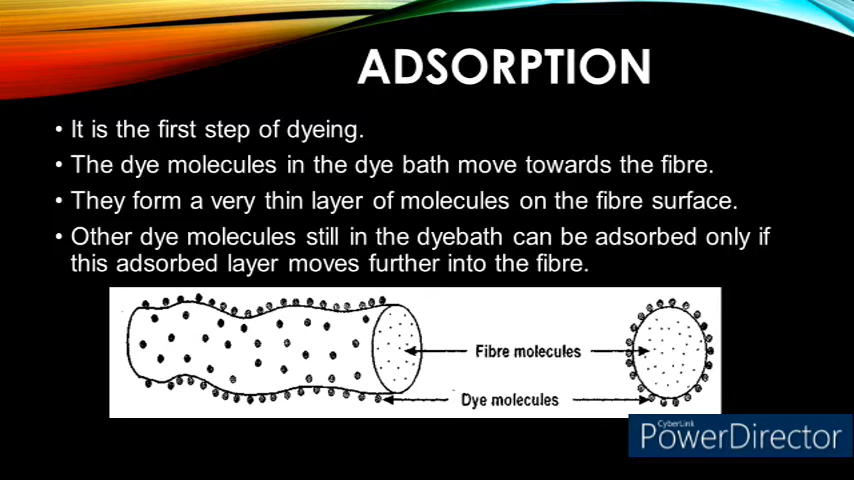 ADSORPTION
• It is the first step of dyeing.
• The dye molecules in the dye bath move towards the fibre.
• They form a very thin layer of molecules on the fibre surface.
• Other dye molecules still in the dyebath can be adsorbed only if
this adsorbed layer moves further into the fibre.
Fibre molecules
Dye molecules
CyberLink
PowerDirector